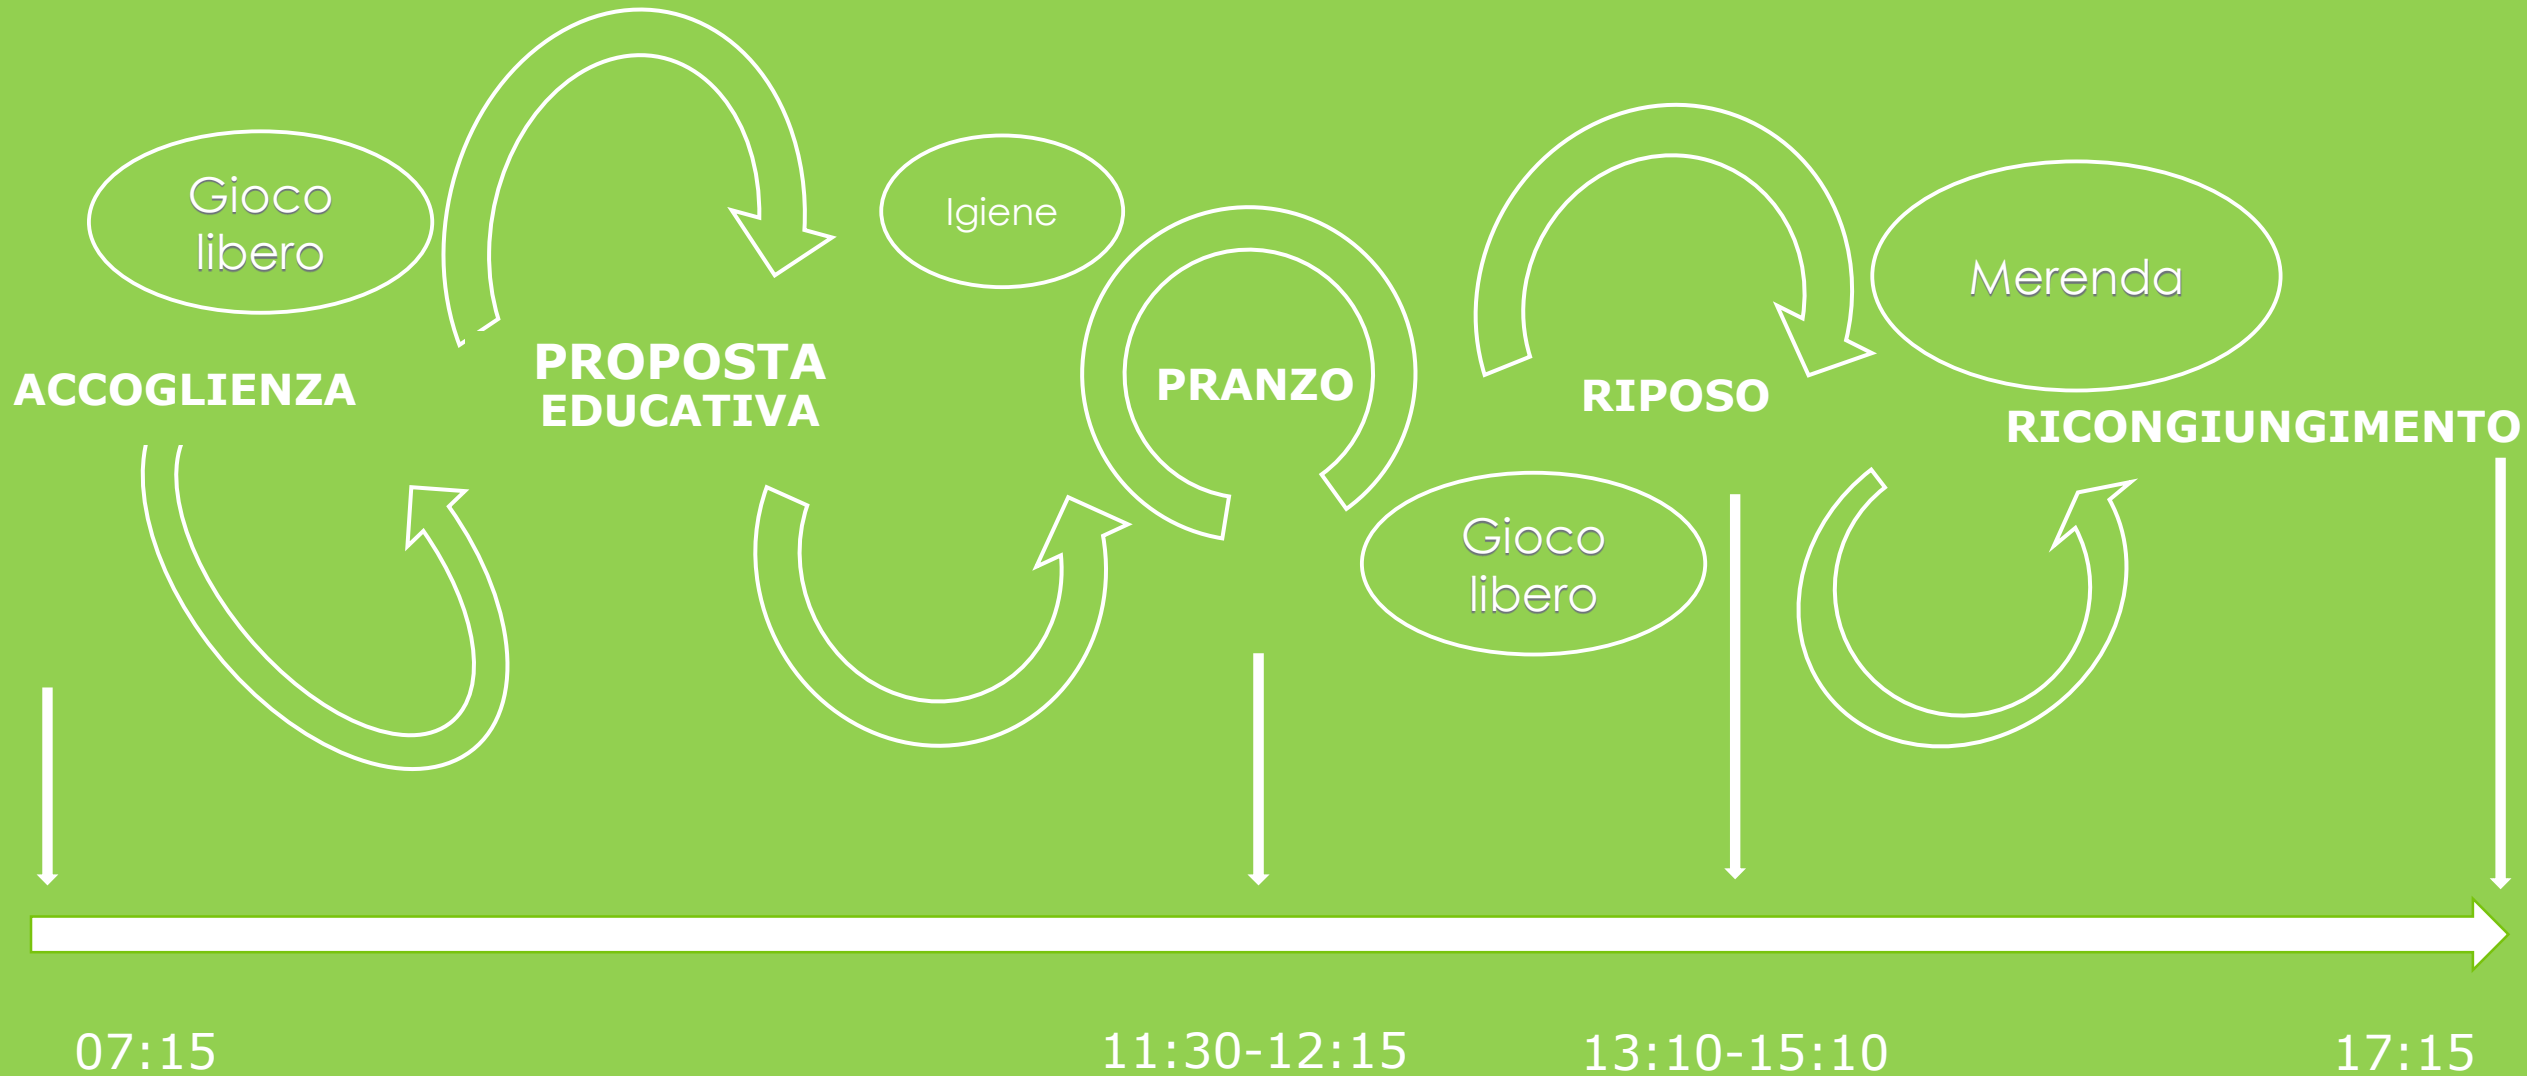 Gioco
libero
ACCOGLIENZA
PROPOSTA
EDUCATIVA
Igiene
PRANZO
Gioco
libero
RIPOSO
Merenda
RICONGIUNGIMENTO
07:15
11:30-12:15
13:10-15:10
17:15